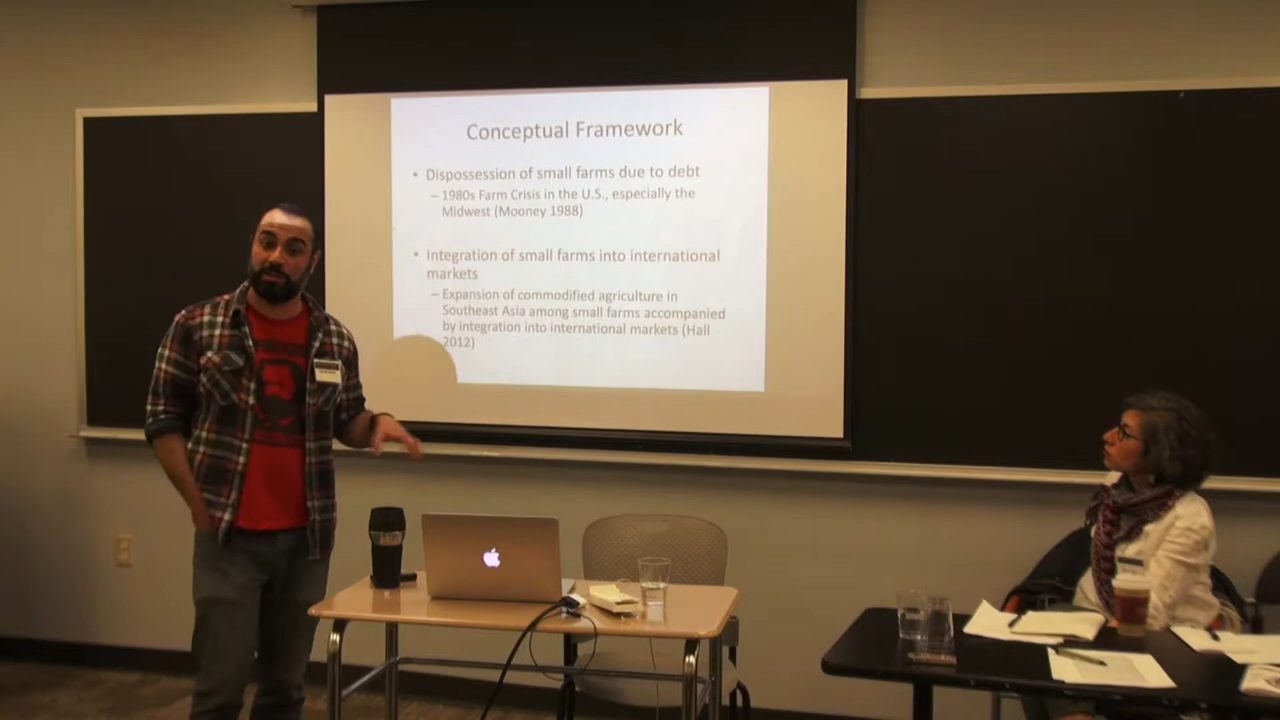 Conceptual Framework
• Dispossession of small farms due to debt
– 1980s Farm Crisis in the U.S., especially the
Midwest (Mooney 1988)
• Integration of small farms into international
markets
– Expansion of commodified agriculture in
Southeast Asia among small farms accompanied
by integration into international markets (Hall
2012)